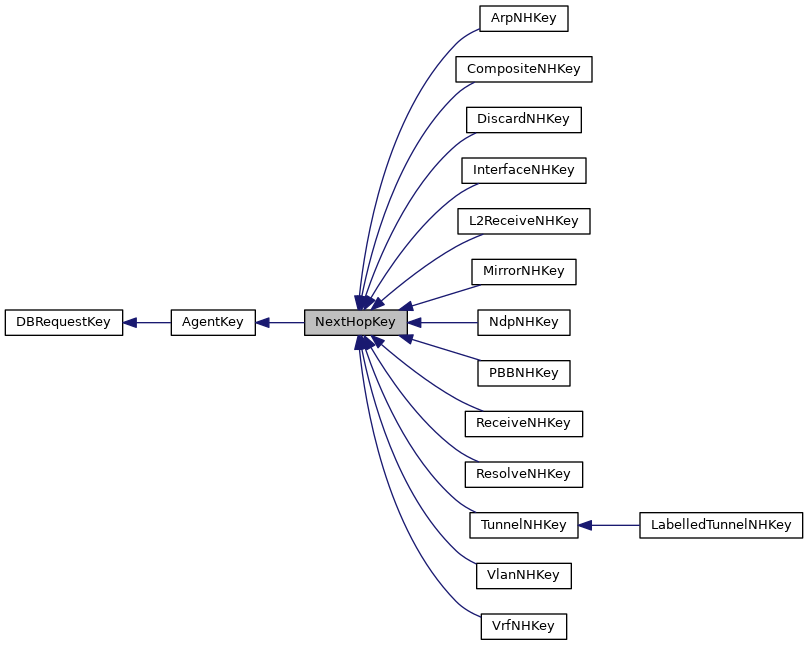 ArpNHKey
CompositeNHKey
DiscardNHKey
InterfaceNHKey
L2ReceiveNHKey
MirrorNHKey
DBRequestKey
AgentKey
NextHopKey
NdpNHKey
PBBNHKey
ReceiveNHKey
ResolveNHKey
TunnelNHKey
LabelledTunnelNHKey
VlanNHKey
VrfNHKey